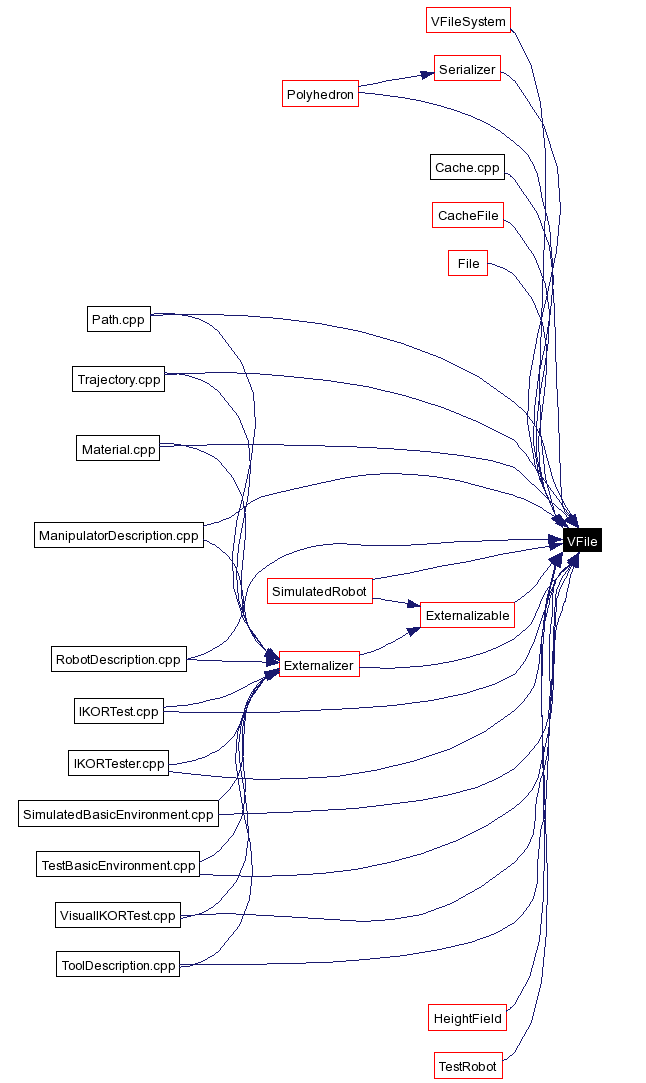 VFileSystem
Serializer
Polyhedron
Cache.cpp
CacheFile
File
Path.cpp
Trajectory.cpp
Material.cpp
ManipulatorDescription.cpp
VFile
SimulatedRobot
Externalizable
RobotDescription.cpp
Externalizer
IKORTest.cpp
IKORTester.cpp
SimulatedBasicEnvironment.cpp
TestBasicEnvironment.cpp
VisualIKORTest.cpp
ToolDescription.cpp
HeightField
TestRobot